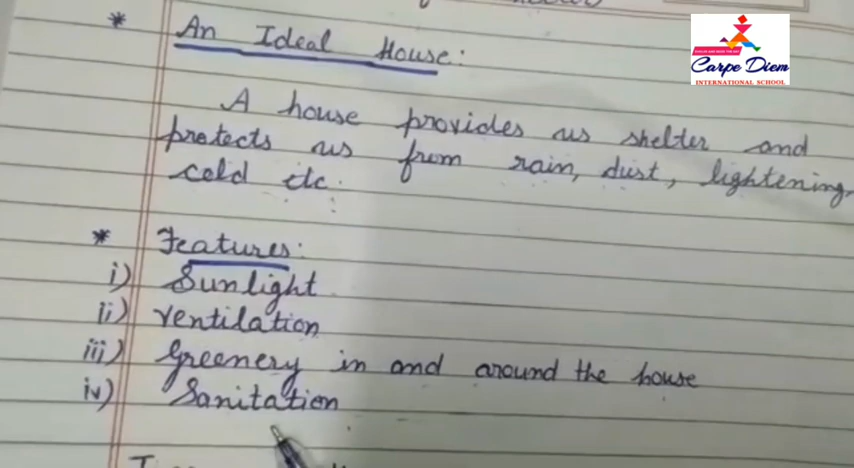 Carpe Diem
INTERNATIONAL SCHOOL
* An Ideal House:
A house provides us shelter and
protects us from rain, dust, lightening,
cold etc.
* Features:
i) Sunlight
ii) Ventilation
iii) Greenery in and around the house
iv) Sanitation